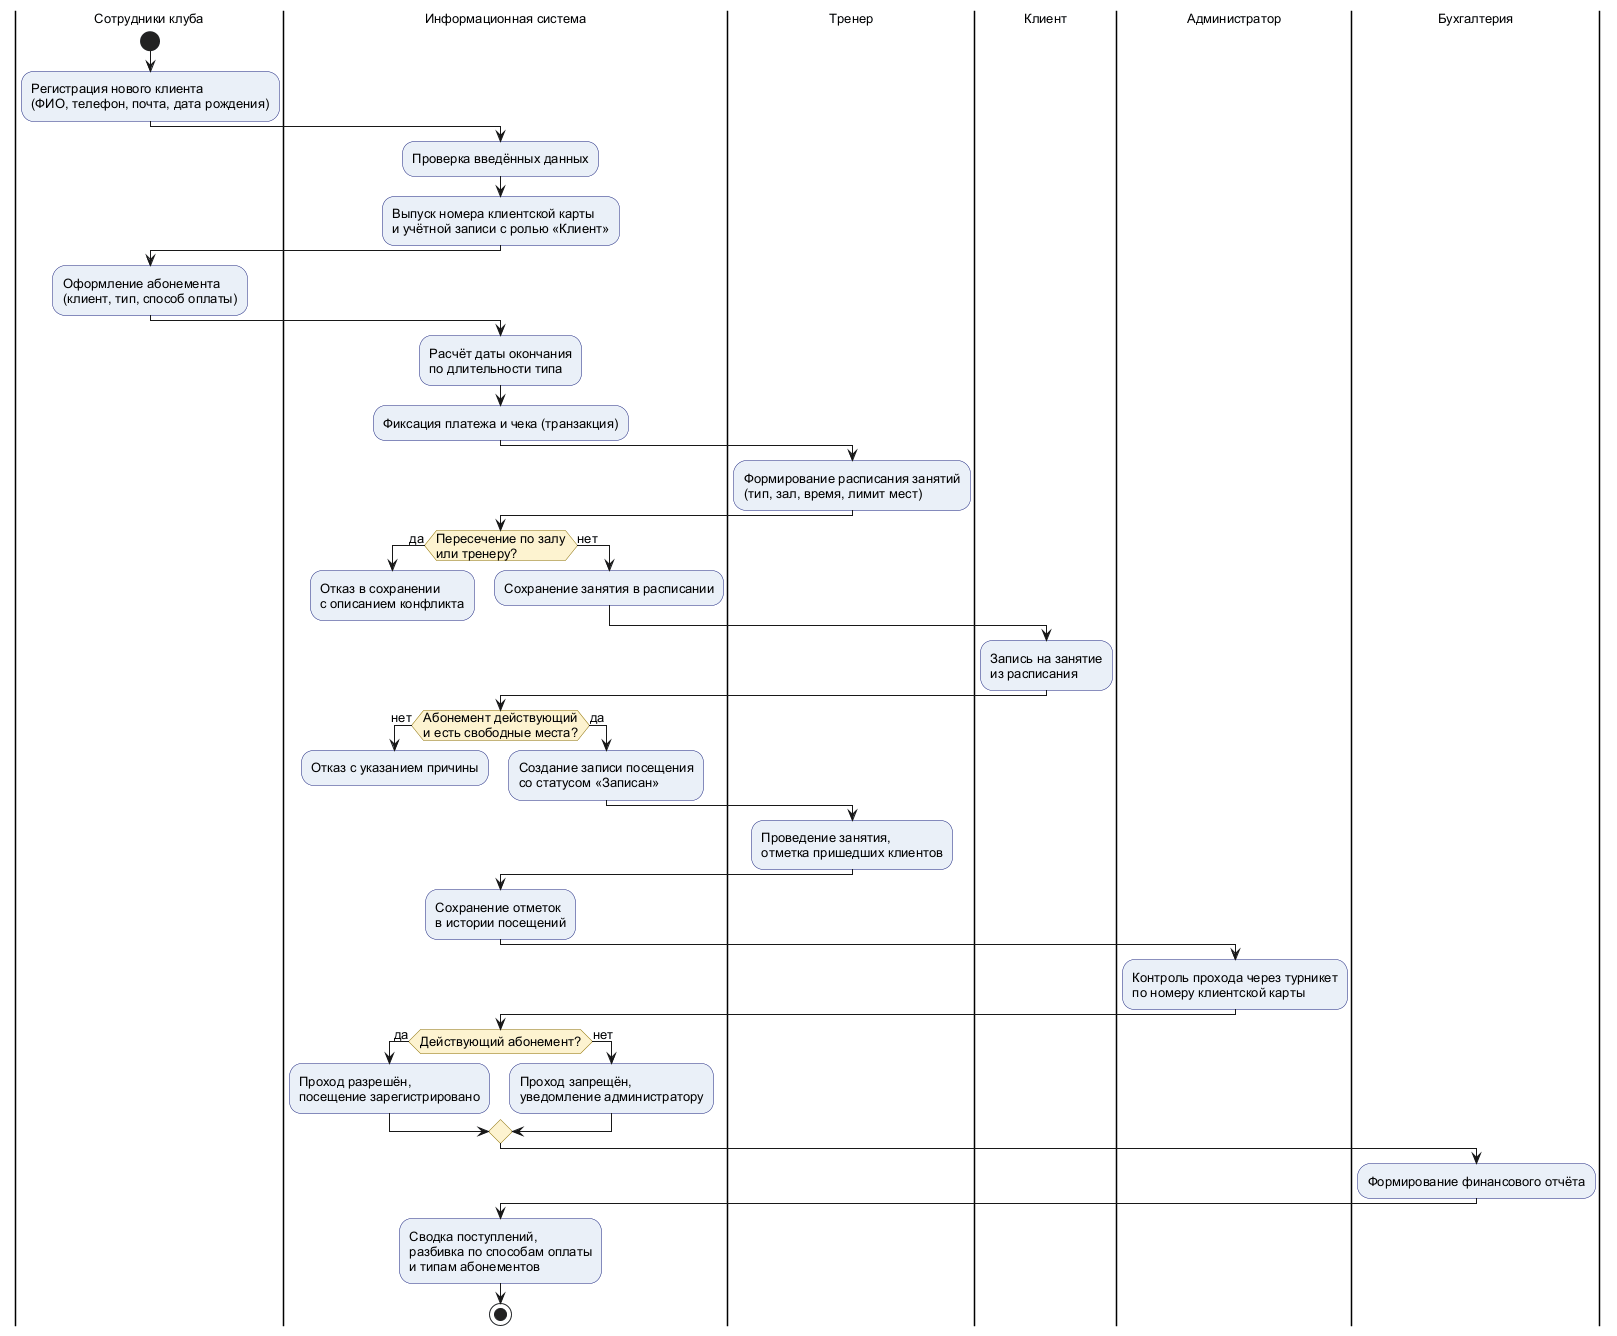 Сотрудники клуба
Информационная система
Тренер
Клиент
Администратор
Бухгалтерия
Регистрация нового клиента
(ФИО, телефон, почта, дата рождения)
Проверка введённых данных
Выпуск номера клиентской карты
и учётной записи с ролью «Клиент»
Оформление абонемента
(клиент, тип, способ оплаты)
Расчёт даты окончания
по длительности типа
Фиксация платежа и чека (транзакция)
Формирование расписания занятий
(тип, зал, время, лимит мест)
да
Пересечение по залу
или тренеру?
нет
Отказ в сохранении
с описанием конфликта
Сохранение занятия в расписании
Запись на занятие
из расписания
нет
Абонемент действующий
и есть свободные места?
да
Отказ с указанием причины
Создание записи посещения
со статусом «Записан»
Проведение занятия,
отметка пришедших клиентов
Сохранение отметок
в истории посещений
Контроль прохода через турникет
по номеру клиентской карты
да
Действующий абонемент?
нет
Проход разрешён,
посещение зарегистрировано
Проход запрещён,
уведомление администратору
Формирование финансового отчёта
Сводка поступлений,
разбивка по способам оплаты
и типам абонементов